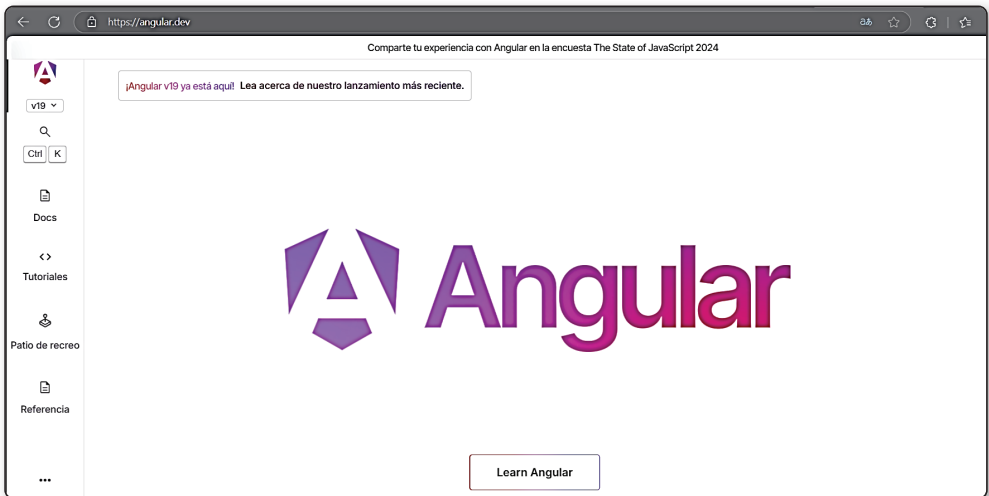 https://angular.dev
Comparte tu experiencia con Angular en la encuesta The State of JavaScript 2024
¡Angular v19 ya está aquí! Lea acerca de nuestro lanzamiento más reciente.
v19
Ctrl K
Docs
Tutoriales
Patio de recreo
Referencia
Angular
Learn Angular